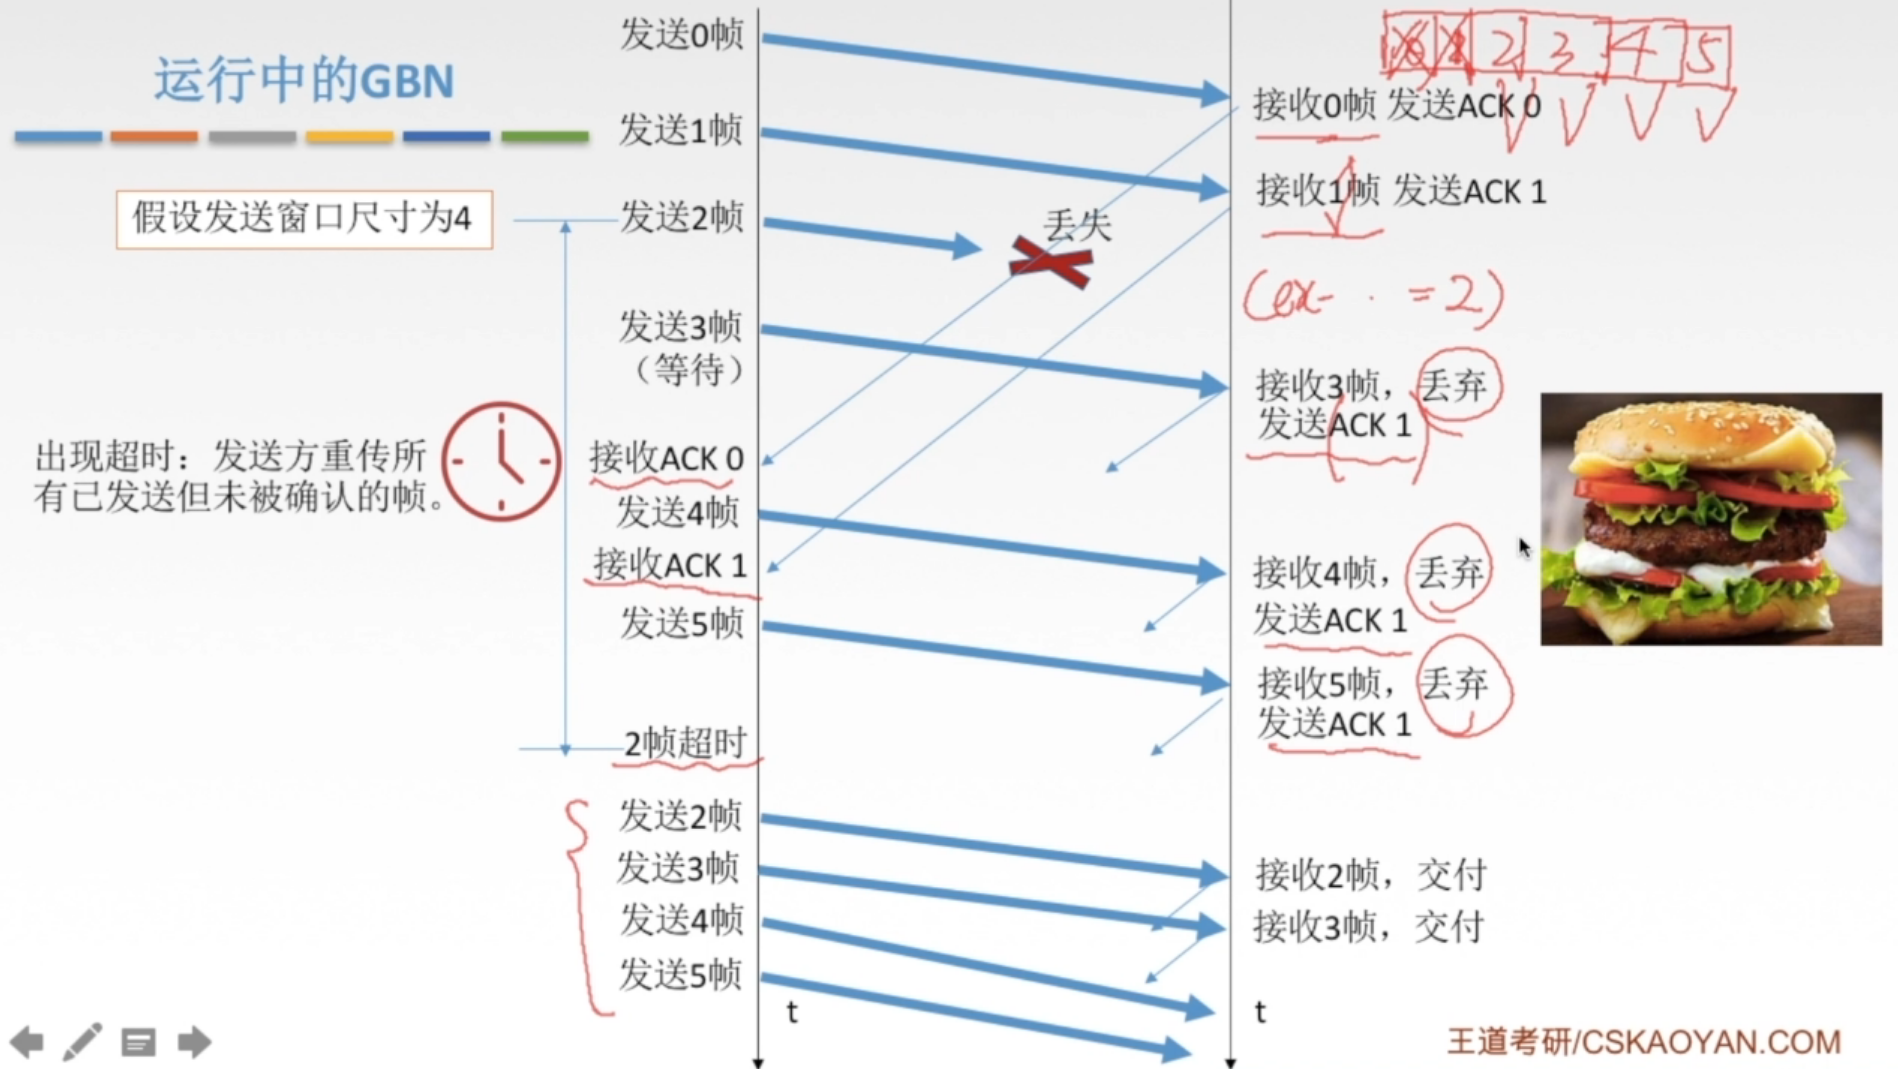 运行中的GBN
假设发送窗口尺寸为4
出现超时：发送方重传所
有已发送但未被确认的帧。
发送0帧
发送1帧
发送2帧
发送3帧
（等待）
接收ACK 0
发送4帧
接收ACK 1
发送5帧
2帧超时
发送2帧
发送3帧
发送4帧
发送5帧
t
丢失
2 3 4 5
接收0帧 发送ACK 0
接收1帧 发送ACK 1
(ex- · =2)
接收3帧，丢弃
发送ACK 1
接收4帧，丢弃
发送ACK 1
接收5帧，丢弃
发送ACK 1
接收2帧，交付
接收3帧，交付
t
王道考研/CSKAOYAN.COM